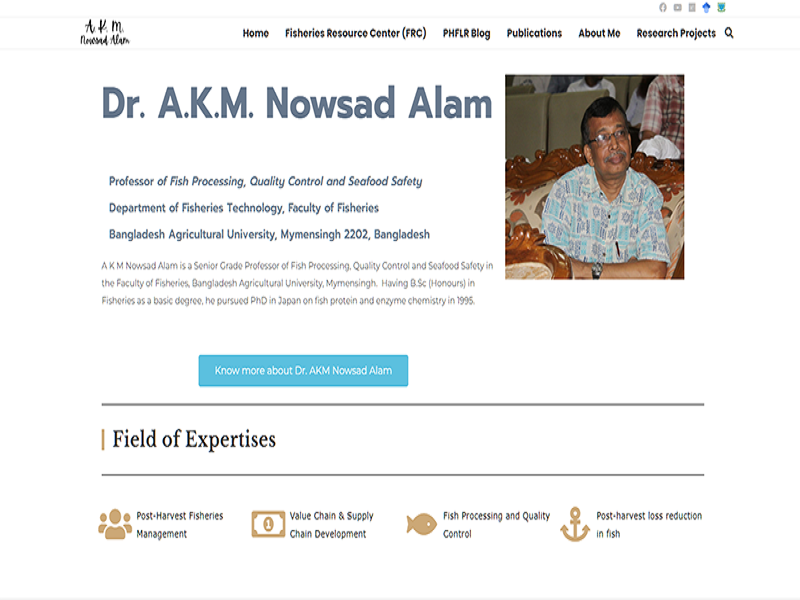 A. K. M.
Nowsad Alam
Home Fisheries Resource Center (FRC) PHFLR Blog Publications About Me Research Projects
Dr. A.K.M. Nowsad Alam
Professor of Fish Processing, Quality Control and Seafood Safety
Department of Fisheries Technology, Faculty of Fisheries
Bangladesh Agricultural University, Mymensingh 2202, Bangladesh
A K M Nowsad Alam is a Senior Grade Professor of Fish Processing, Quality Control and Seafood Safety in
the Faculty of Fisheries, Bangladesh Agricultural University, Mymensingh. Having B.Sc (Honours) in
Fisheries as a basic degree, he pursued PhD in Japan on fish protein and enzyme chemistry in 1995.
Know more about Dr. AKM Nowsad Alam
Field of Expertises
Post-Harvest Fisheries
Management
1
Value Chain & Supply
Chain Development
Fish Processing and Quality
Control
Post-harvest loss reduction
in fish